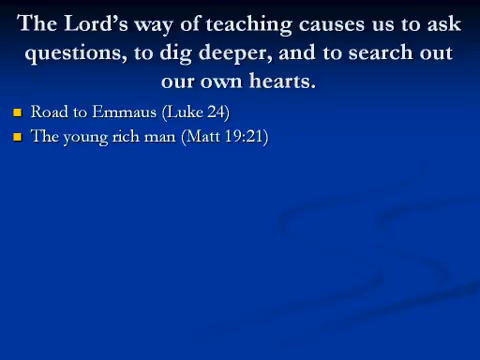 The Lord's way of teaching causes us to ask
questions, to dig deeper, and to search out
our own hearts.
Road to Emmaus (Luke 24)
The young rich man (Matt 19:21)